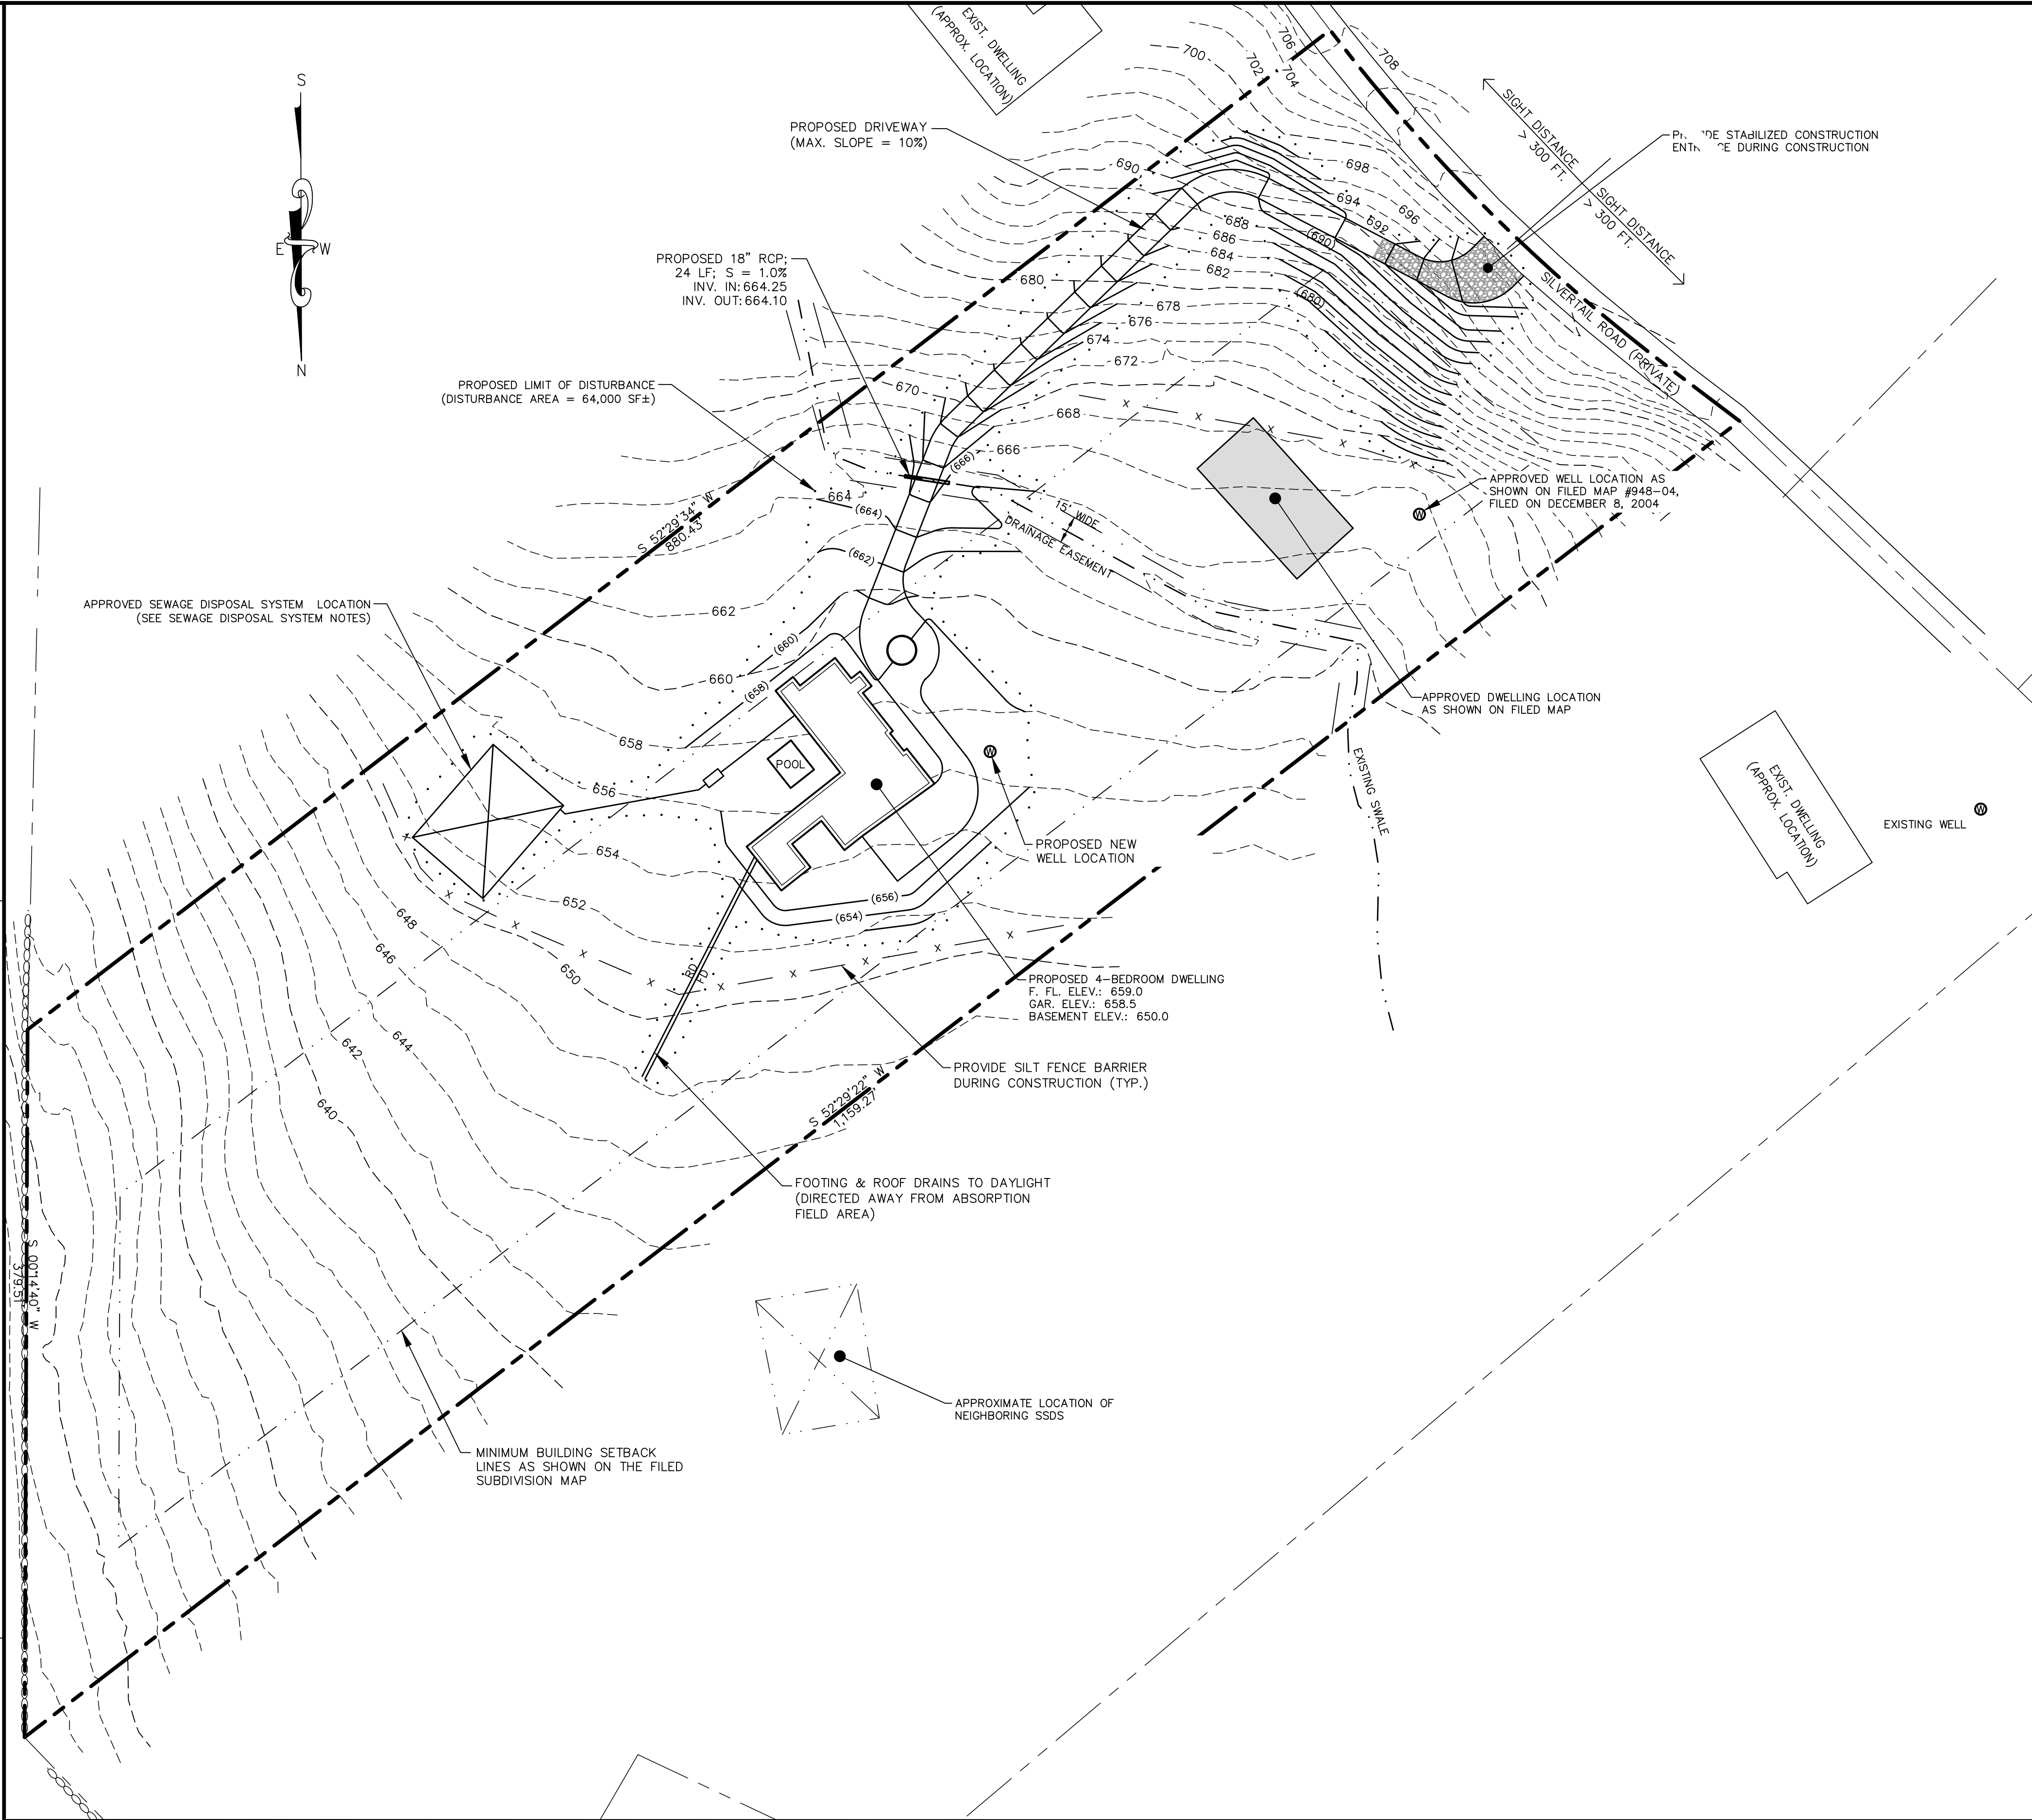 EXIST. DWELLING
(APPROX. LOCATION)
S
E
W
N
700
702
704
706
708
SIGHT DISTANCE
> 300 FT.
SIGHT DISTANCE
> 300 FT.
STABILIZED CONSTRUCTION
DURING CONSTRUCTION
PROPOSED DRIVEWAY
(MAX. SLOPE = 10%)
690
698
694
696
692
688
686
684
682
(690)
(680)
PROPOSED 18" RCP;
24 LF; S = 1.0%
INV. IN: 664.25
INV. OUT: 664.10
680
678
676
674
672
670
668
666
(666)
SILVERTAIL ROAD (PRIVATE)
PROPOSED LIMIT OF DISTURBANCE
(DISTURBANCE AREA = 64,000 SF±)
664
(664)
(662)
15' WIDE
DRAINAGE EASEMENT
W
APPROVED WELL LOCATION AS
SHOWN ON FILED MAP #948-04,
FILED ON DECEMBER 8, 2004
S 52°29'34" W
880.43'
APPROVED SEWAGE DISPOSAL SYSTEM LOCATION
(SEE SEWAGE DISPOSAL SYSTEM NOTES)
662
(660)
660
(658)
658
656
654
652
650
648
646
644
642
640
POOL
W
PROPOSED NEW
WELL LOCATION
APPROVED DWELLING LOCATION
AS SHOWN ON FILED MAP
EXISTING SWALE
EXIST. DWELLING
(APPROX. LOCATION)
EXISTING WELL
W
(656)
(654)
RD
FD
PROPOSED 4-BEDROOM DWELLING
F. FL. ELEV.: 659.0
GAR. ELEV.: 658.5
BASEMENT ELEV.: 650.0
PROVIDE SILT FENCE BARRIER
DURING CONSTRUCTION (TYP.)
S 52°29'22" W
1,159.27'
FOOTING & ROOF DRAINS TO DAYLIGHT
(DIRECTED AWAY FROM ABSORPTION
FIELD AREA)
S 00°14'40" W
379.51'
APPROXIMATE LOCATION OF
NEIGHBORING SSDS
MINIMUM BUILDING SETBACK
LINES AS SHOWN ON THE FILED
SUBDIVISION MAP